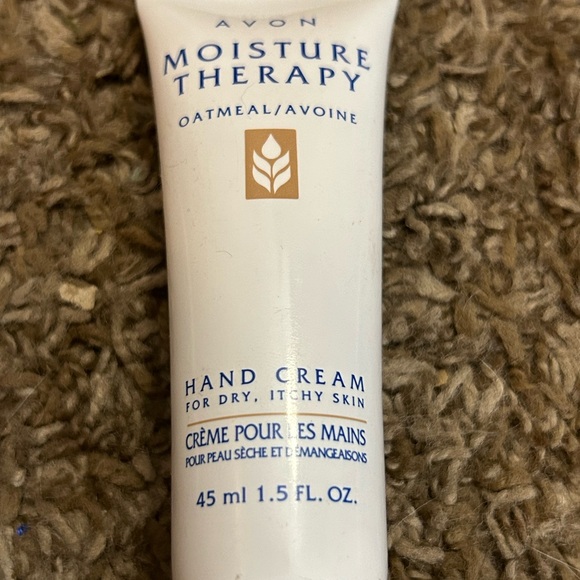 AVON
MOISTURE
THERAPY
OATMEAL/AVOINE
HAND CREAM
FOR DRY, ITCHY SKIN
CRÈME POUR LES MAINS
POUR PEAU SÈCHE ET DÉMANGEAISONS
45 ml 1.5 FL. OZ.